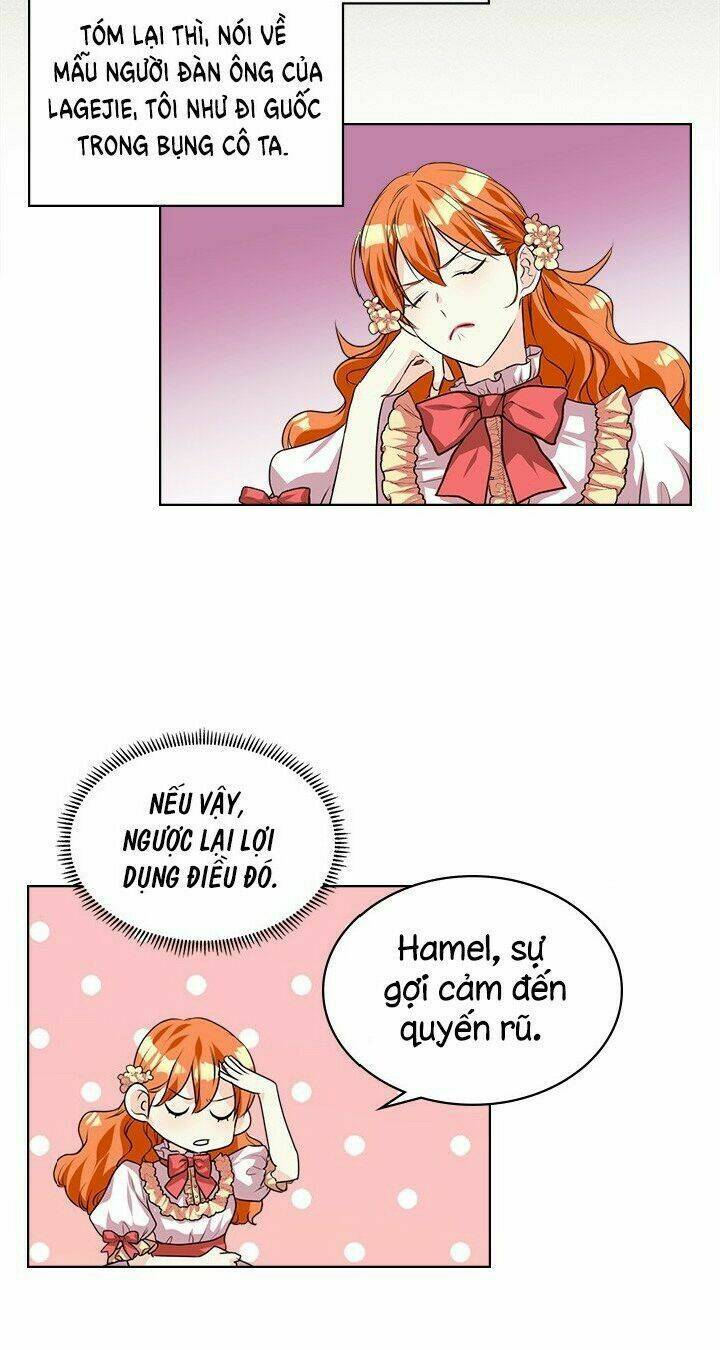 TÓM LẠI THÌ, NÓI VỀ
MẪU NGƯỜI ĐÀN ÔNG CỦA
LAGEJIE, TÔI NHƯ ĐI GUỐC
TRONG BỤNG CÔ TA.
NẾU VẬY,
NGƯỢC LẠI LỢI
DỤNG ĐIỀU ĐÓ.
Hamel, sự
gợi cảm đến
quyến rũ.